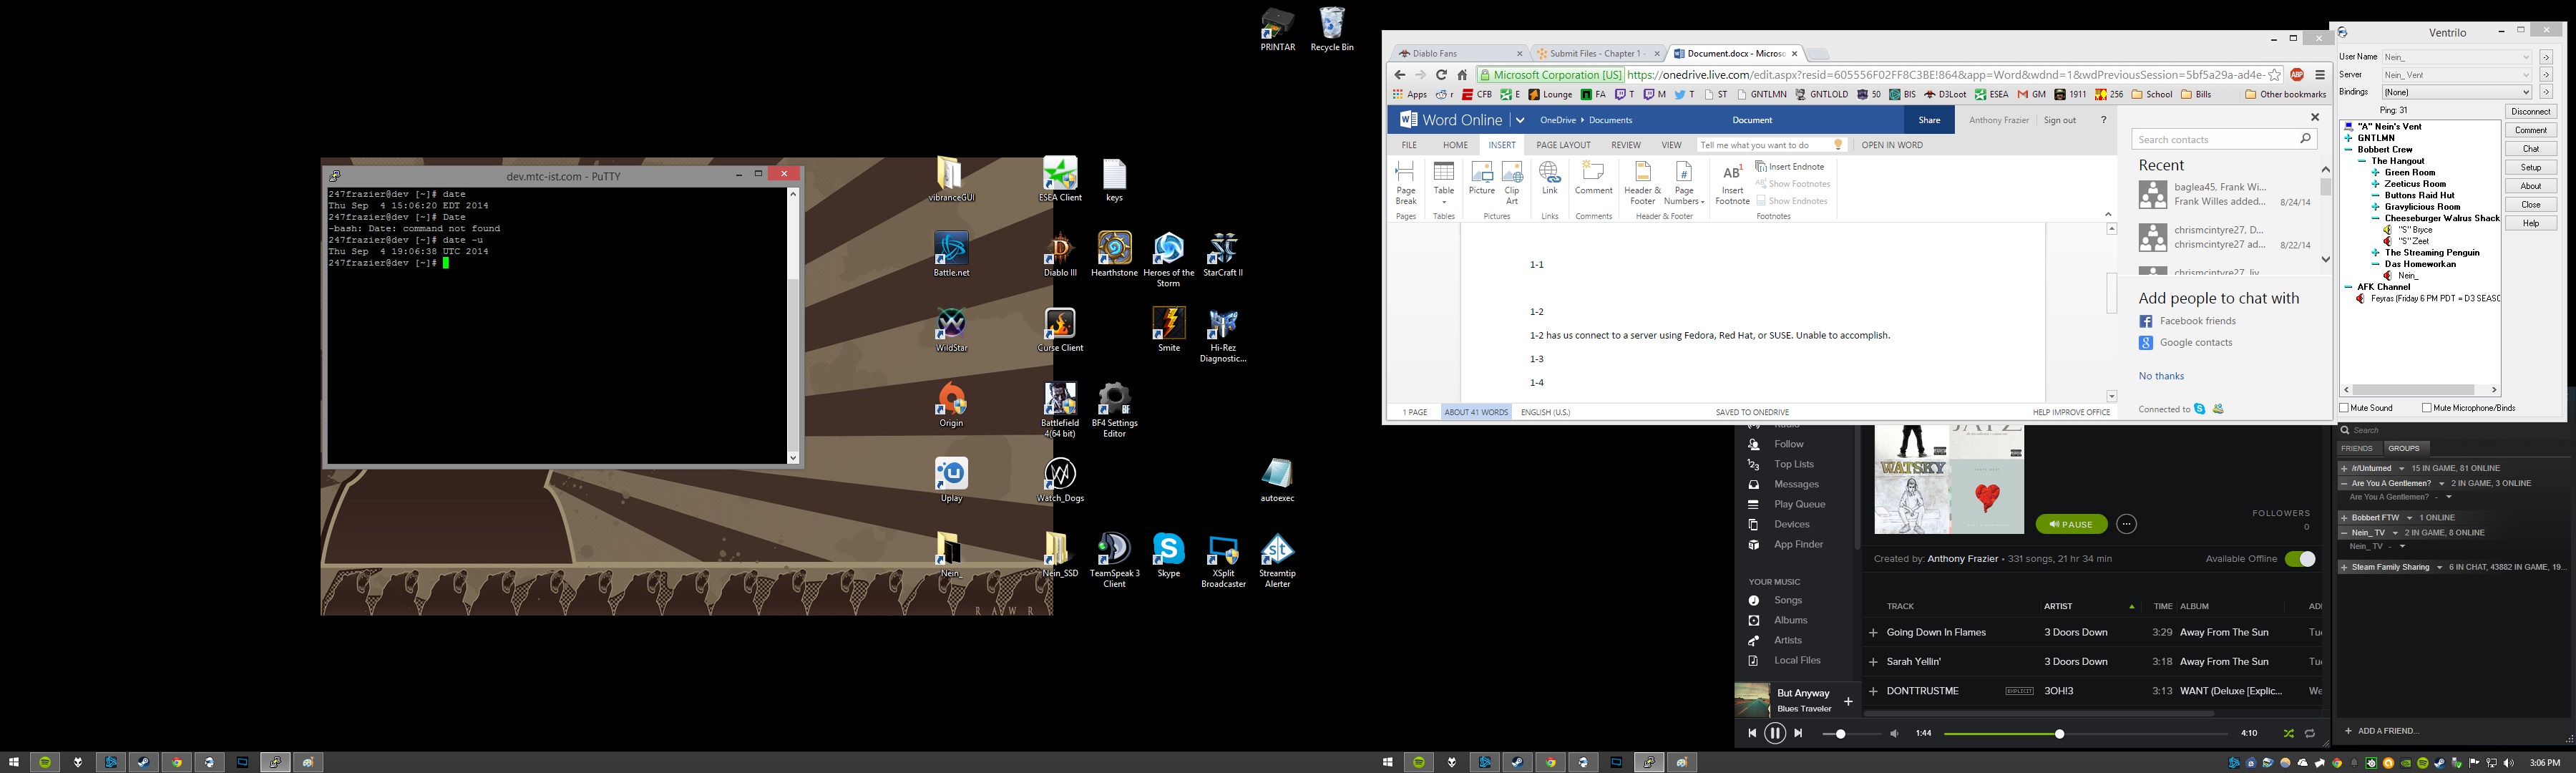 PRINTAR
Recycle Bin
dev.mtc-ist.com - PuTTY
247frazier@dev [~]# date
Thu Sep  4 15:06:20 EDT 2014
247frazier@dev [~]# Date
-bash: Date: command not found
247frazier@dev [~]# date -u
Thu Sep  4 19:06:38 UTC 2014
247frazier@dev [~]#
vibranceGUI
ESEA Client
keys
Battle.net
Diablo III
Hearthstone
Heroes of the Storm
StarCraft II
WildStar
Curse Client
Smite
Hi-Rez Diagnostic...
Origin
Battlefield 4(64 bit)
BF4 Settings Editor
Uplay
Watch_Dogs
autoexec
Nein_
Nein_SSD
TeamSpeak 3 Client
Skype
XSplit Broadcaster
Streamtip Alerter
R A W R
Diablo Fans
Submit Files - Chapter 1 -
Document.docx - Microso
Microsoft Corporation [US] https://onedrive.live.com/edit.aspx?resid=605556F02FF8C3BE!864&app=Word&wdnd=1&wdPreviousSession=5bf5a29a-ad4e-
Apps r CFB E Lounge FA T M T ST GNTLMN GNTLOLD 50 BIS D3Loot ESEA GM 1911 256 School Bills Other bookmarks
Word Online OneDrive Documents Document Share Anthony Frazier Sign out ?
FILE HOME INSERT PAGE LAYOUT REVIEW VIEW Tell me what you want to do OPEN IN WORD
Page Break
Table
Picture
Clip Art
Link
Comment
Header & Footer
Page Numbers
Insert Footnote
Insert Endnote
Show Footnotes
Show Endnotes
Pages Tables Pictures Links Comments Header & Footer Footnotes
1-1
1-2
1-2 has us connect to a server using Fedora, Red Hat, or SUSE. Unable to accomplish.
1-3
1-4
1 PAGE ABOUT 41 WORDS ENGLISH (U.S.) SAVED TO ONEDRIVE HELP IMPROVE OFFICE
Search contacts
Recent
baglea45, Frank Wi...
Frank Willes added... 8/24/14
chrismcintyre27, D...
chrismcintyre27 ad... 8/22/14
Add people to chat with
Facebook friends
Google contacts
No thanks
Connected to
Ventrilo
User Name Nein_
Server Nein_ Vent
Bindings (None)
Ping: 31
Disconnect
Comment
Chat
Setup
About
Close
Help
"A" Nein's Vent
GNTLMN
Bobbert Crew
The Hangout
Green Room
Zeeticus Room
Buttons Raid Hut
Gravylicious Room
Cheeseburger Walrus Shack
"S" Bryce
"S" Zeet
The Streaming Penguin
Das Homeworkan
Nein_
AFK Channel
Feyras (Friday 6 PM PDT = D3 SEASO
Mute Sound
Mute Microphone/Binds
Follow
Top Lists
Messages
Play Queue
Devices
App Finder
YOUR MUSIC
Songs
Albums
Artists
Local Files
But Anyway
Blues Traveler
WATSKY
PAUSE
FOLLOWERS
0
Created by: Anthony Frazier • 331 songs, 21 hr 34 min Available Offline
TRACK ARTIST TIME ALBUM
Going Down In Flames 3 Doors Down 3:29 Away From The Sun Tu
Sarah Yellin' 3 Doors Down 3:18 Away From The Sun Tu
DONTTRUSTME EXPLICIT 3OH!3 3:13 WANT (Deluxe [Explic... We
1:44 4:10
Search
FRIENDS GROUPS
/r/Unturned 15 IN GAME, 81 ONLINE
Are You A Gentlemen? 2 IN GAME, 3 ONLINE
Are You A Gentlemen? -
Bobbert FTW 1 ONLINE
Nein_ TV 2 IN GAME, 8 ONLINE
Nein_ TV -
Steam Family Sharing 6 IN CHAT, 43882 IN GAME, 19...
+ ADD A FRIEND...
3:06 PM